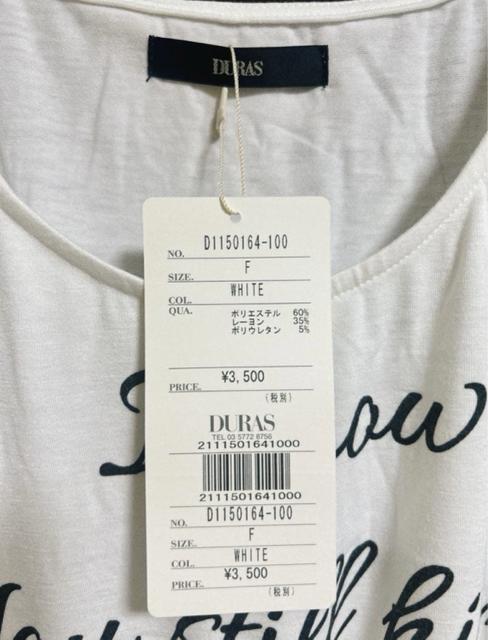 DURAS
NO. D1150164-100
SIZE. F
COL. WHITE
QUA. ポリエステル 60%
レーヨン 35%
ポリウレタン 5%
PRICE. ¥3,500
(税別)
DURAS
TEL 03 5772 8756
2111501641000
2111501641000
NO. D1150164-100
SIZE. F
COL. WHITE
PRICE. ¥3,500
(税別)
still